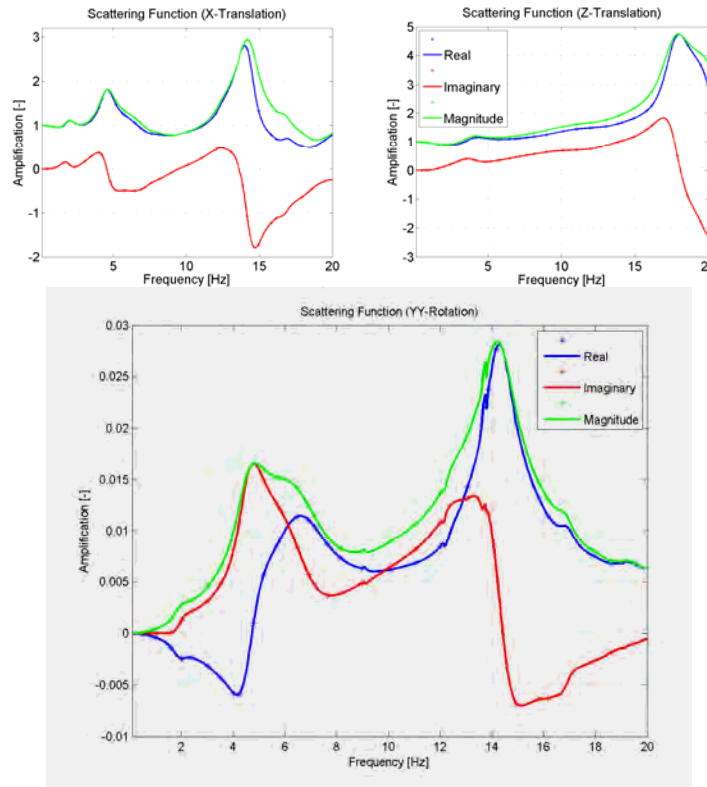 Scattering Function (X-Translation)
Amplification [-]
3
2
1
0
-1
-2
5
10
15
20
Frequency [Hz]
Scattering Function (Z-Translation)
Amplification [-]
5
4
3
2
1
0
-1
-2
-3
Real
Imaginary
Magnitude
5
10
15
20
Frequency [Hz]
Scattering Function (YY-Rotation)
Amplification [-]
0.03
0.025
0.02
0.015
0.01
0.005
0
-0.005
-0.01
Real
Imaginary
Magnitude
2
4
6
8
10
12
14
16
18
20
Frequency [Hz]